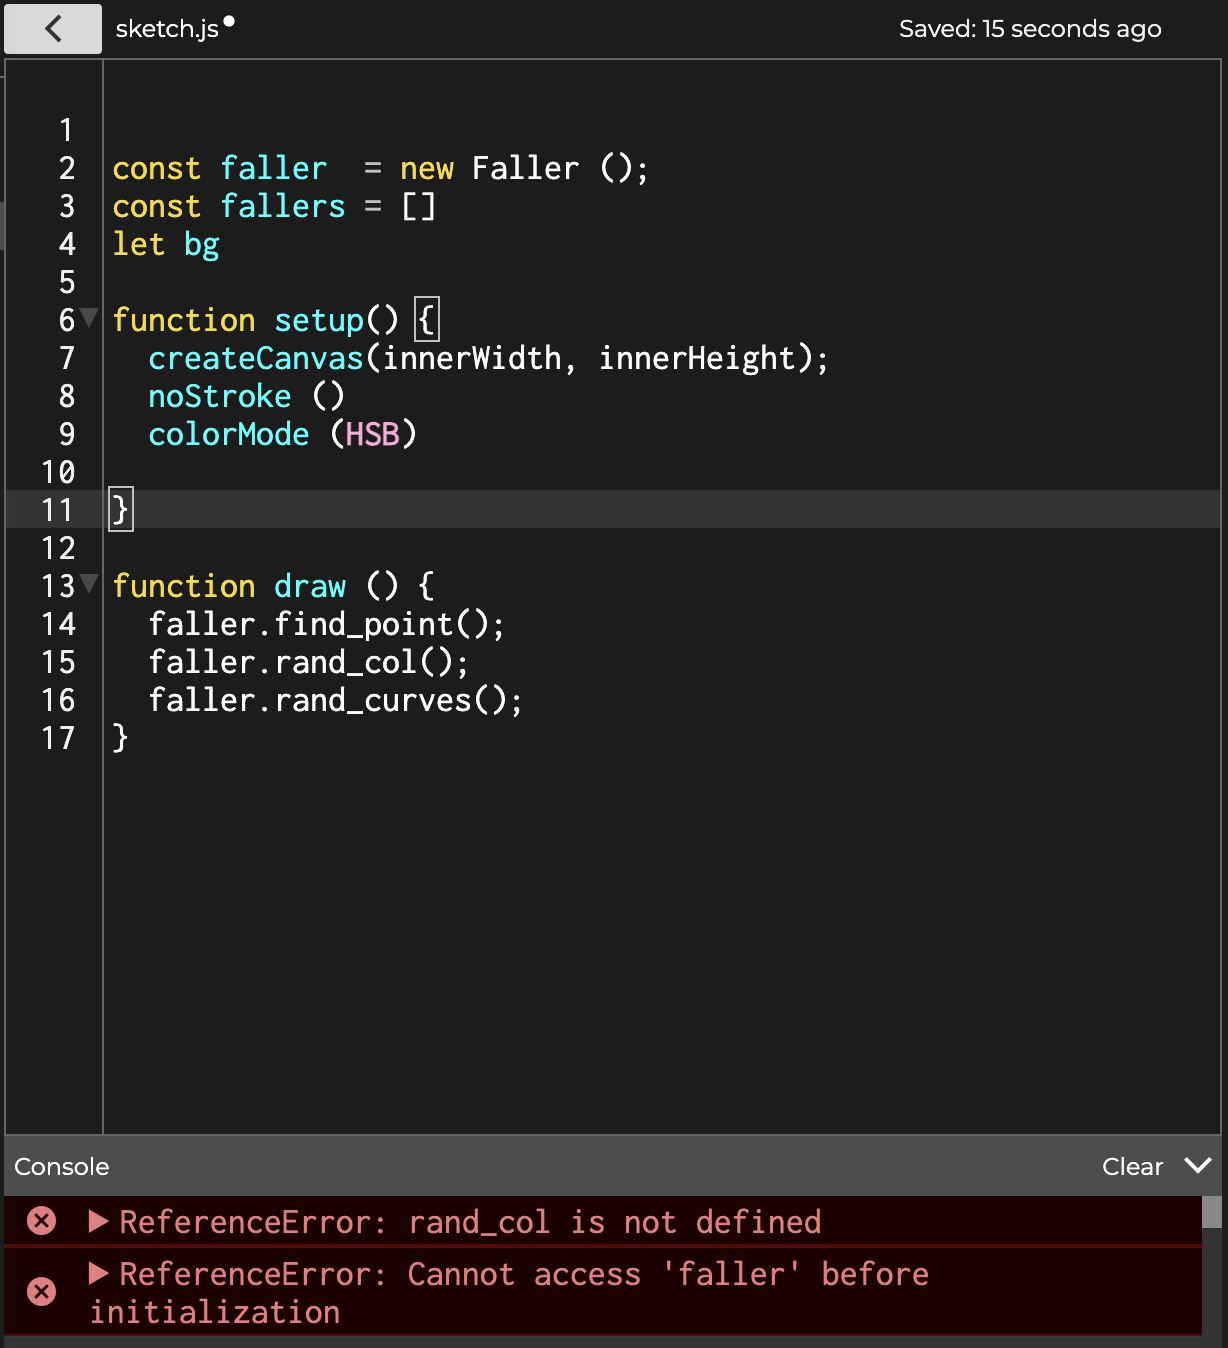 sketch.js
Saved: 15 seconds ago
1
2 const faller  = new Faller ();
3 const fallers = []
4 let bg
5
6 function setup() {
7   createCanvas(innerWidth, innerHeight);
8   noStroke ()
9   colorMode (HSB)
10
11 }
12
13 function draw () {
14   faller.find_point();
15   faller.rand_col();
16   faller.rand_curves();
17 }
Console
Clear
ReferenceError: rand_col is not defined
ReferenceError: Cannot access 'faller' before
initialization